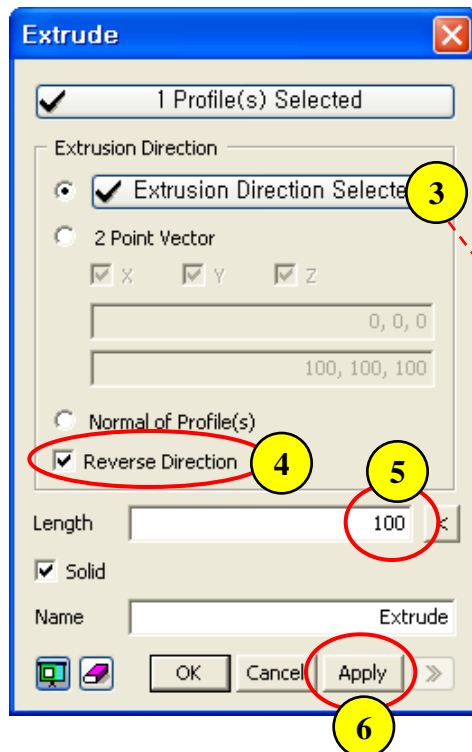 Extrude
1 Profile(s) Selected
Extrusion Direction
Extrusion Direction Selecte
3
2 Point Vector
X Y Z
0, 0, 0
100, 100, 100
Normal of Profile(s)
Reverse Direction 4
5
Length 100 <
Solid
Name Extrude
OK Cancel Apply >>
6